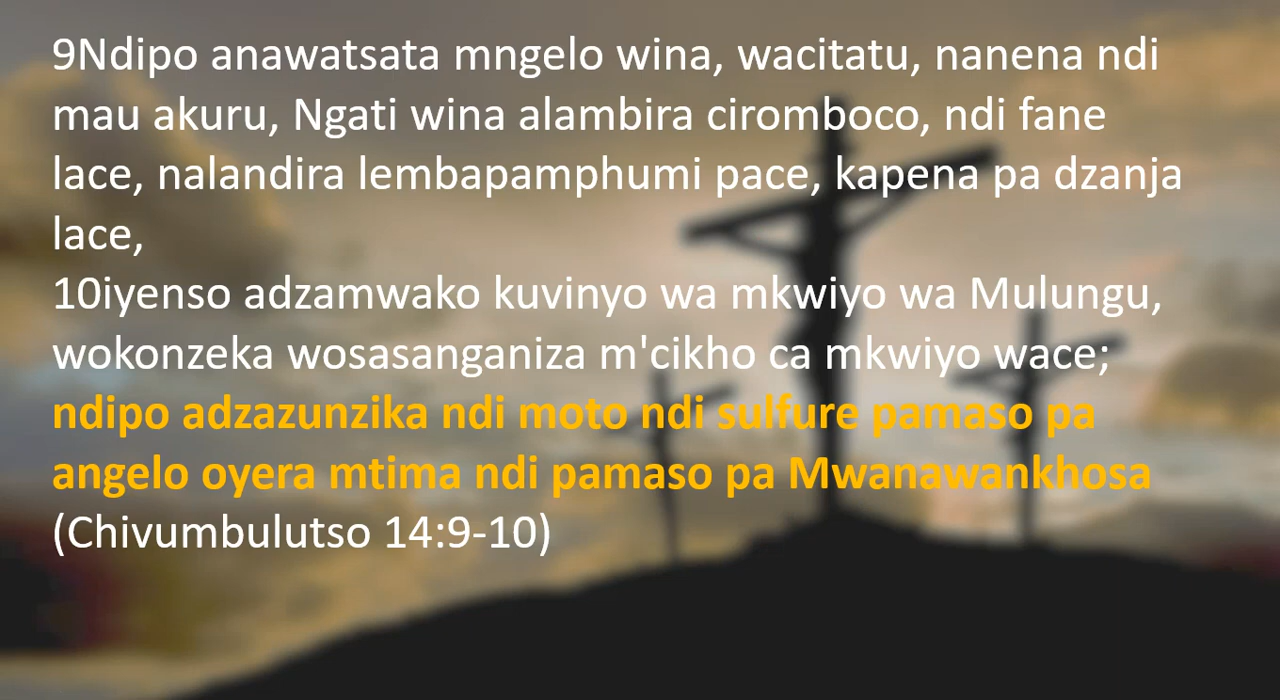 9Ndipo anawatsata mngelo wina, wacitatu, nanena ndi
mau akuru, Ngati wina alambira ciromboco, ndi fane
lace, nalandira lembapamphumi pace, kapena pa dzanja
lace,
10iyenso adzamwako kuvinyo wa mkwiyo wa Mulungu,
wokonzeka wosasanganiza m'cikho ca mkwiyo wace;
ndipo adzazunzika ndi moto ndi sulfure pamaso pa
angelo oyera mtima ndi pamaso pa Mwanawankhosa
(Chivumbulutso 14:9-10)